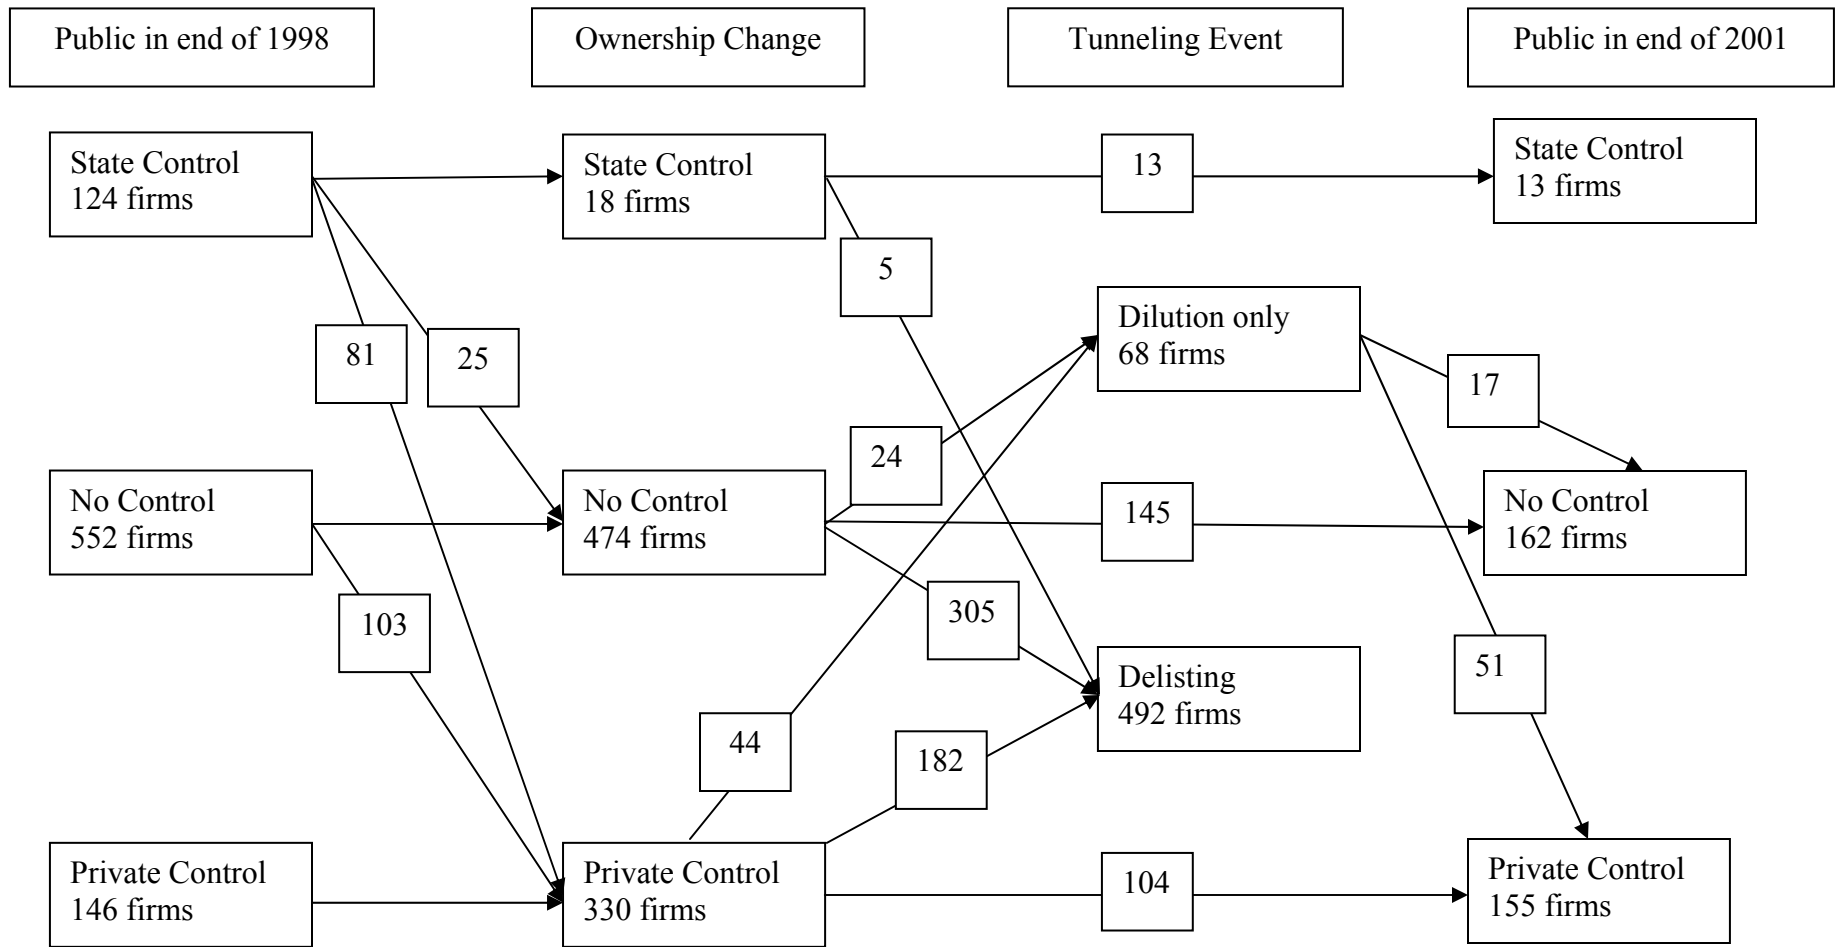 Public in end of 1998
Ownership Change
Tunneling Event
Public in end of 2001
State Control
124 firms
State Control
18 firms
13
State Control
13 firms
5
Dilution only
68 firms
81
25
17
24
No Control
552 firms
No Control
474 firms
145
No Control
162 firms
103
305
51
Delisting
492 firms
44
182
Private Control
146 firms
Private Control
330 firms
104
Private Control
155 firms